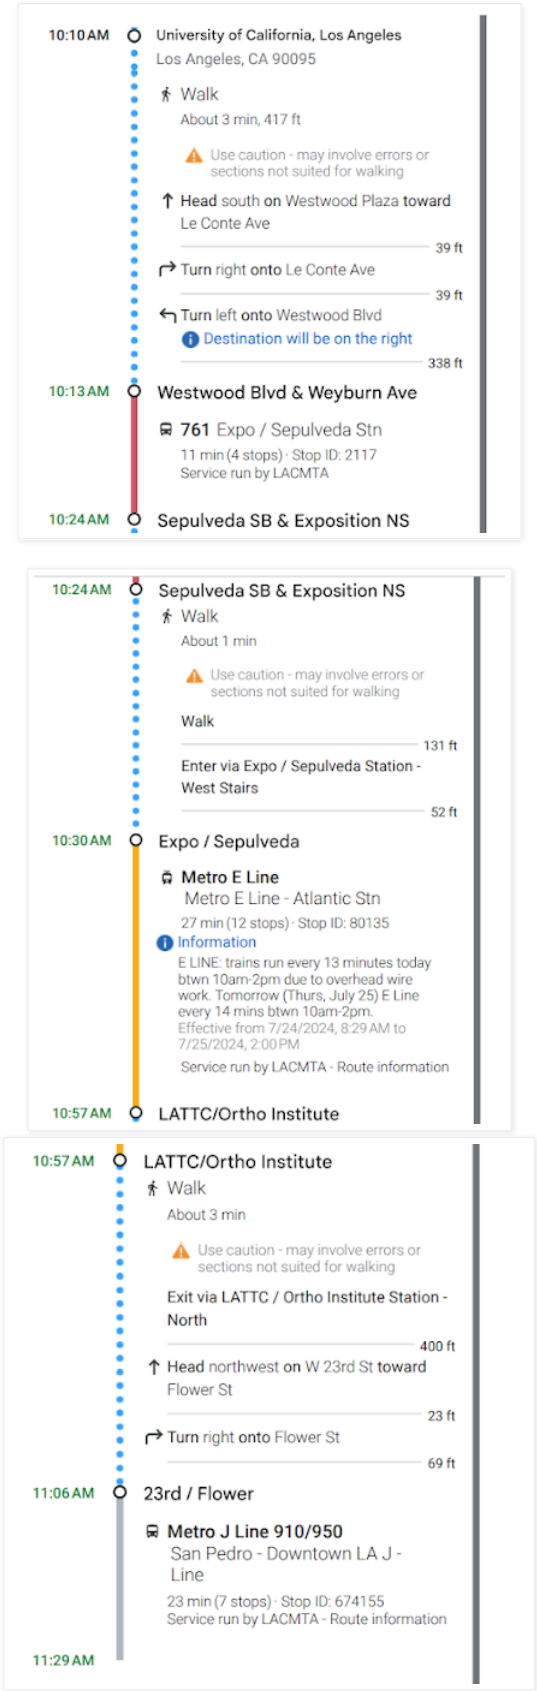 10:10 AM University of California, Los Angeles
Los Angeles, CA 90095
Walk
About 3 min, 417 ft
Use caution - may involve errors or
sections not suited for walking
Head south on Westwood Plaza toward
Le Conte Ave
39 ft
Turn right onto Le Conte Ave
39 ft
Turn left onto Westwood Blvd
Destination will be on the right
338 ft
10:13 AM Westwood Blvd & Weyburn Ave
761 Expo / Sepulveda Stn
11 min (4 stops) · Stop ID: 2117
Service run by LACMTA
10:24 AM Sepulveda SB & Exposition NS
10:24 AM Sepulveda SB & Exposition NS
Walk
About 1 min
Use caution - may involve errors or
sections not suited for walking
Walk
131 ft
Enter via Expo / Sepulveda Station -
West Stairs
52 ft
10:30 AM Expo / Sepulveda
Metro E Line
Metro E Line - Atlantic Stn
27 min (12 stops) · Stop ID: 80135
Information
E LINE: trains run every 13 minutes today
btwn 10am-2pm due to overhead wire
work. Tomorrow (Thurs, July 25) E Line
every 14 mins btwn 10am-2pm.
Effective from 7/24/2024, 8:29 AM to
7/25/2024, 2:00 PM
Service run by LACMTA - Route information
10:57 AM LATTC/Ortho Institute
10:57 AM LATTC/Ortho Institute
Walk
About 3 min
Use caution - may involve errors or
sections not suited for walking
Exit via LATTC / Ortho Institute Station -
North
400 ft
Head northwest on W 23rd St toward
Flower St
23 ft
Turn right onto Flower St
69 ft
11:06 AM 23rd / Flower
Metro J Line 910/950
San Pedro - Downtown LA J -
Line
23 min (7 stops) · Stop ID: 674155
Service run by LACMTA - Route information
11:29 AM